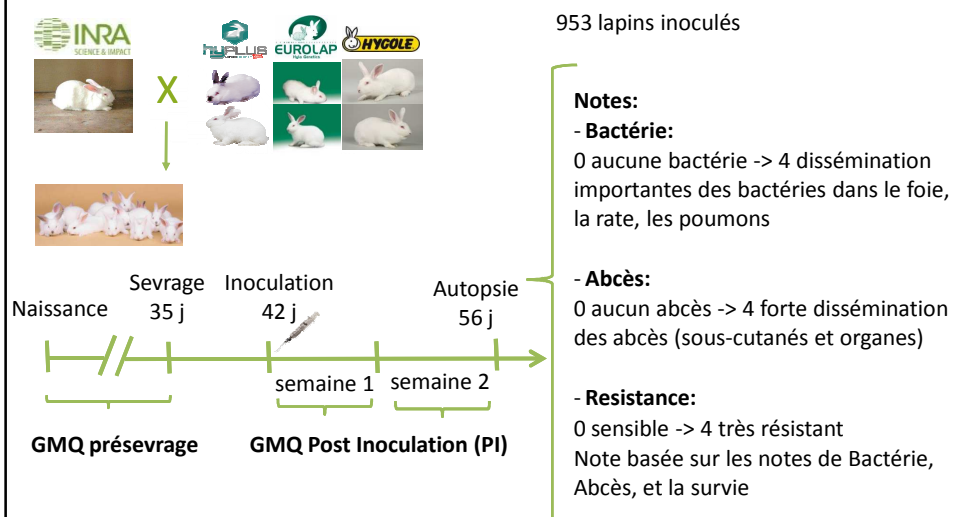 INRA
SCIENCE & IMPACT
HYPLUS
EUROLAP
Hyla Genetics
HYCOLE
X
Naissance
Sevrage
35 j
Inoculation
42 j
Autopsie
56 j
semaine 1
semaine 2
GMQ présevrage
GMQ Post Inoculation (PI)
953 lapins inoculés
Notes:
- Bactérie:
0 aucune bactérie -> 4 dissémination
importantes des bactéries dans le foie,
la rate, les poumons
- Abcès:
0 aucun abcès -> 4 forte dissémination
des abcès (sous-cutanés et organes)
- Resistance:
0 sensible -> 4 très résistant
Note basée sur les notes de Bactérie,
Abcès, et la survie